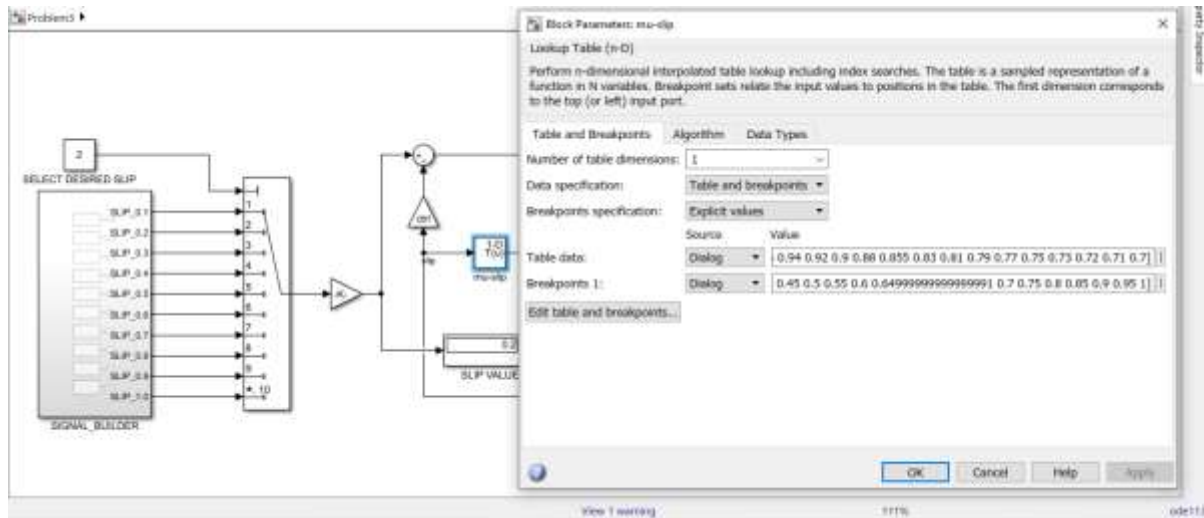 Problem3
Block Parameters: mu-slip
Lookup Table (n-D)
Perform n-dimensional interpolated table lookup including index searches. The table is a sampled representation of a
function in N variables. Breakpoint sets relate the input values to positions in the table. The first dimension corresponds
to the top (or left) input port.
Table and Breakpoints Algorithm Data Types
Number of table dimensions: 1
Data specification: Table and breakpoints
Breakpoints specification: Explicit values
Source Value
Table data: Dialog 0.94 0.92 0.9 0.88 0.855 0.83 0.81 0.79 0.77 0.75 0.73 0.72 0.71 0.7]
Breakpoints 1: Dialog 0.45 0.5 0.55 0.6 0.6499999999999991 0.7 0.75 0.8 0.85 0.9 0.95 1]
Edit table and breakpoints...
OK Cancel Help Apply
2
SELECT DESIRED SLIP
SLIP_0.1
SLIP_0.2
SLIP_0.3
SLIP_0.4
SLIP_0.5
SLIP_0.6
SLIP_0.7
SLIP_0.8
SLIP_0.9
SLIP_1.0
SIGNAL_BUILDER
1
2
3
4
5
6
7
8
9
*, 10
-K-
ctrl
slip
1-D
T(u)
mu-slip
0.2
SLIP VALUE
View 1 warning
111%